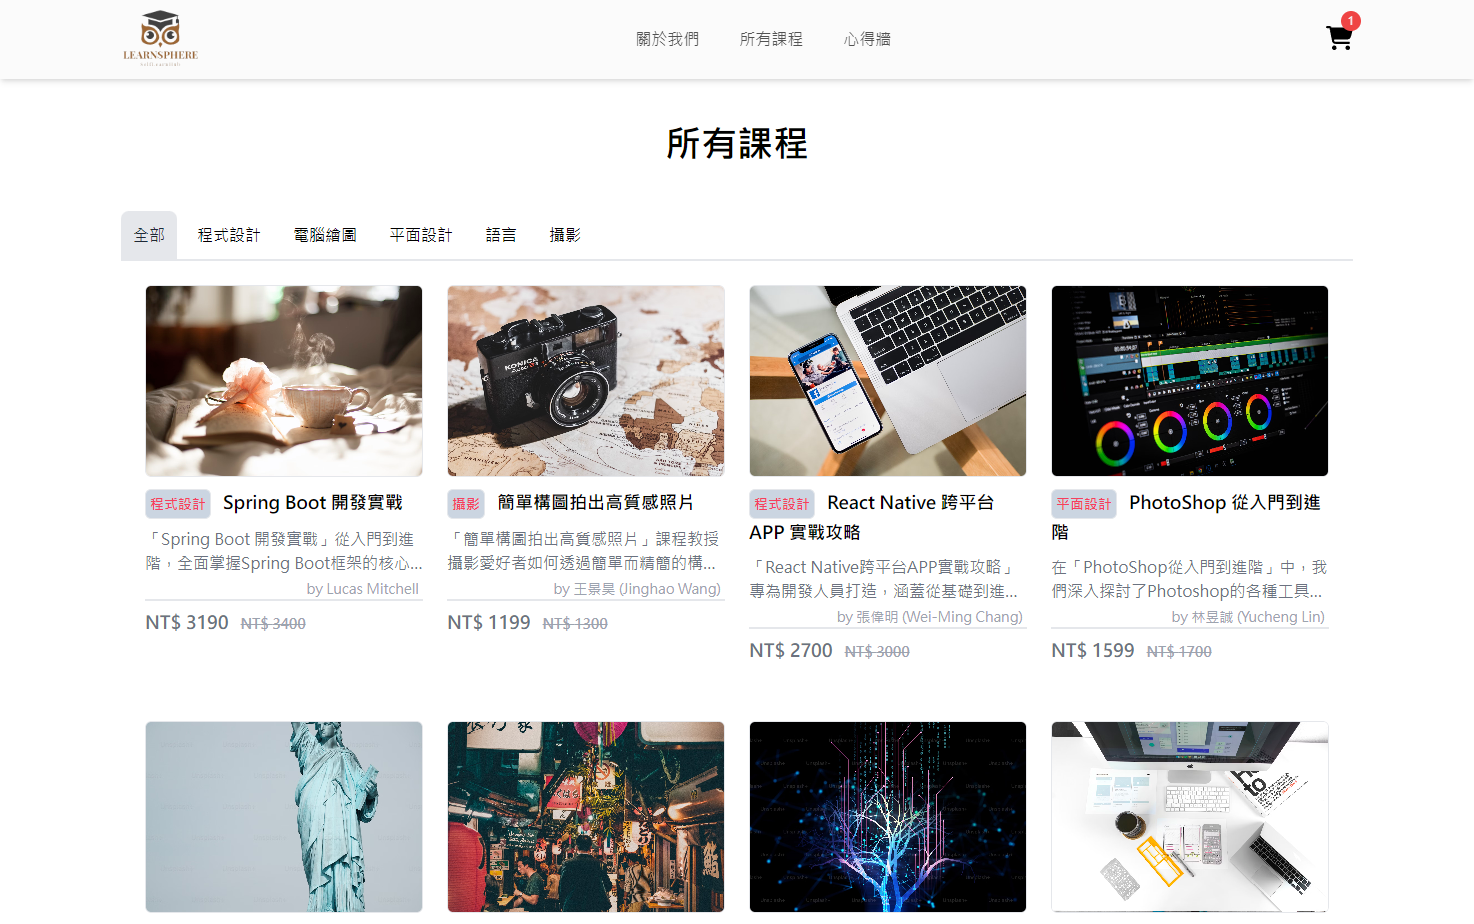 LEARNSPHERE
關於我們
所有課程
心得牆
1
所有課程
全部
程式設計
電腦繪圖
平面設計
語言
攝影
KONICA
程式設計 Spring Boot 開發實戰
「Spring Boot 開發實戰」從入門到進
階，全面掌握Spring Boot框架的核心...
by Lucas Mitchell
NT$ 3190 NT$ 3400
攝影 簡單構圖拍出高質感照片
「簡單構圖拍出高質感照片」課程教授
攝影愛好者如何透過簡單而精簡的構...
by 王景昊 (Jinghao Wang)
NT$ 1199 NT$ 1300
程式設計 React Native 跨平台
APP 實戰攻略
「React Native跨平台APP實戰攻略」
專為開發人員打造，涵蓋從基礎到進...
by 張偉明 (Wei-Ming Chang)
NT$ 2700 NT$ 3000
平面設計 PhotoShop 從入門到進
階
在「PhotoShop從入門到進階」中，我
們深入探討了Photoshop的各種工具...
by 林昱誠 (Yucheng Lin)
NT$ 1599 NT$ 1700